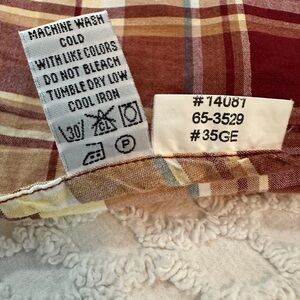 MACHINE WASH
COLD
WITH LIKE COLORS
DO NOT BLEACH
TUMBLE DRY LOW
COOL IRON
30
CL
P
#14081
65-3529
#35GE